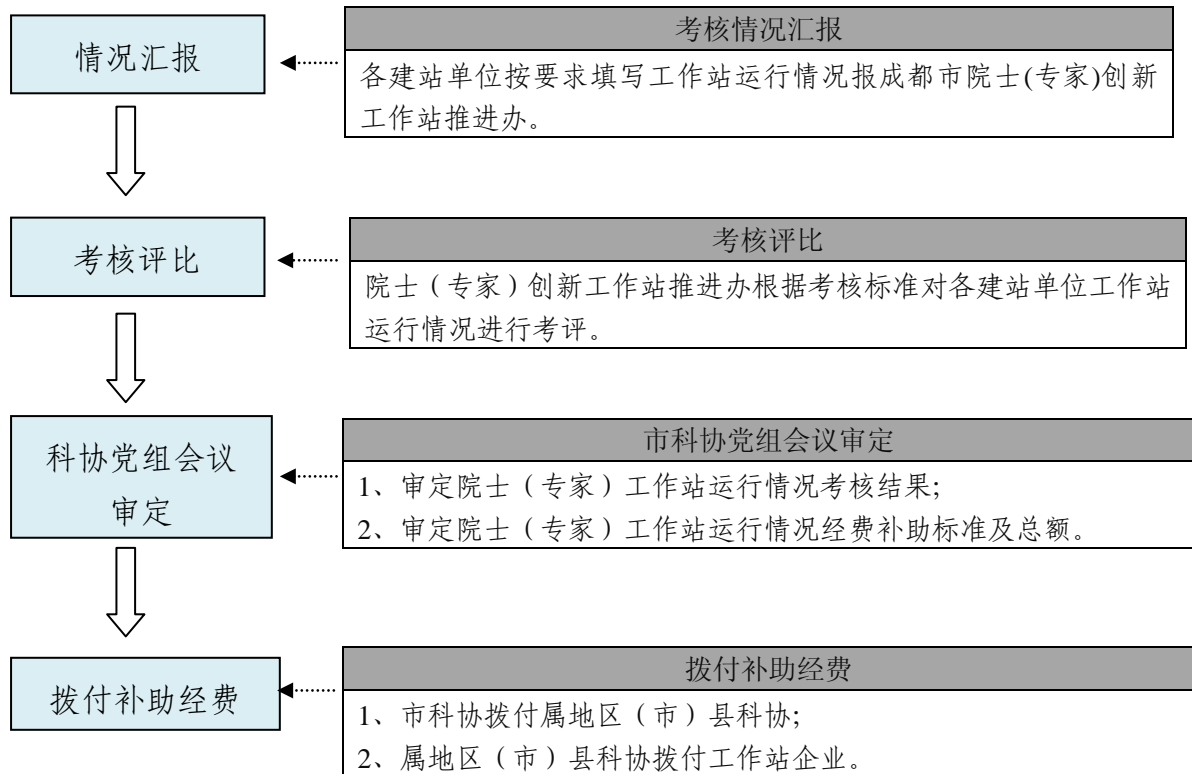 情况汇报
考核情况汇报
各建站单位按要求填写工作站运行情况报成都市院士(专家)创新
工作站推进办。
考核评比
考核评比
院士（专家）创新工作站推进办根据考核标准对各建站单位工作站
运行情况进行考评。
科协党组会议
审定
市科协党组会议审定
1、审定院士（专家）工作站运行情况考核结果;
2、审定院士（专家）工作站运行情况经费补助标准及总额。
拨付补助经费
拨付补助经费
1、市科协拨付属地区（市）县科协;
2、属地区（市）县科协拨付工作站企业。